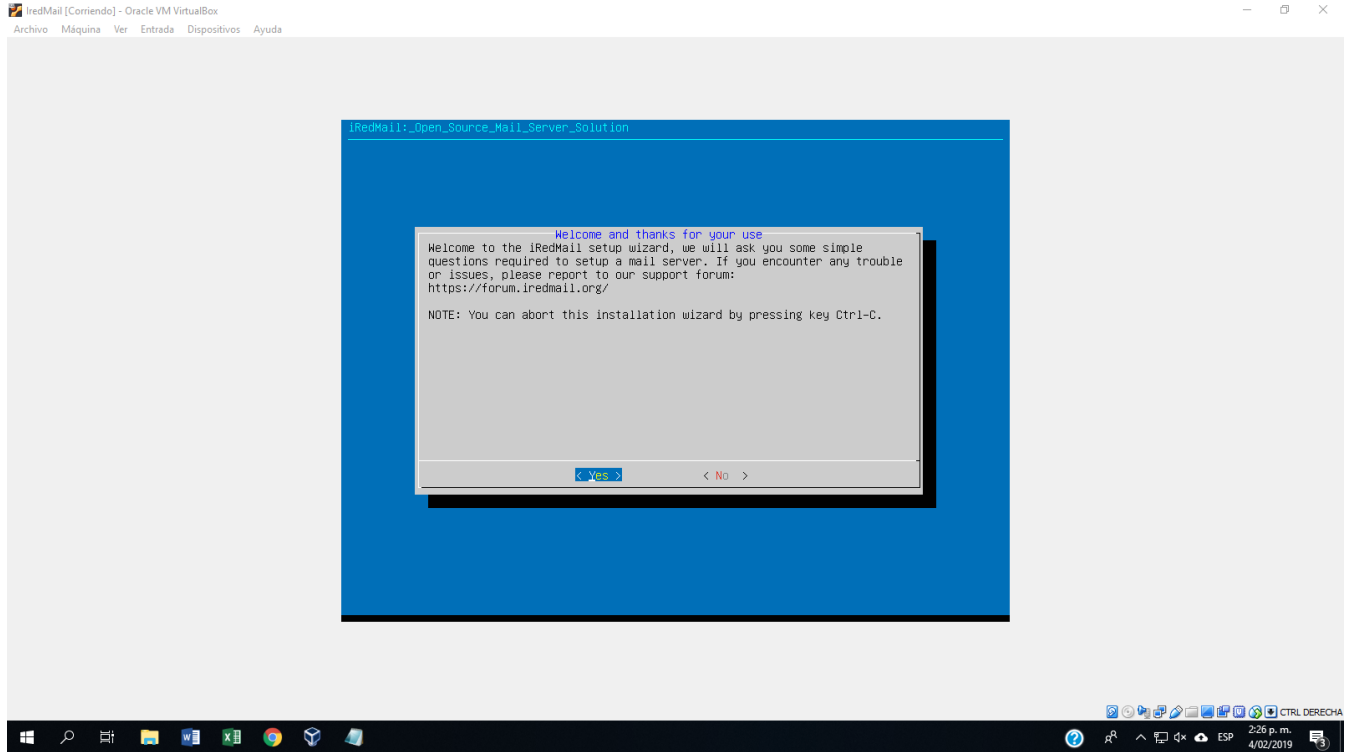 IredMail [Corriendo] - Oracle VM VirtualBox
Archivo Máquina Ver Entrada Dispositivos Ayuda
iRedMail:_Open_Source_Mail_Server_Solution
Welcome and thanks for your use
Welcome to the iRedMail setup wizard, we will ask you some simple
questions required to setup a mail server. If you encounter any trouble
or issues, please report to our support forum:
https://forum.iredmail.org/
NOTE: You can abort this installation wizard by pressing key Ctrl-C.
< Yes > < No >
CTRL DERECHA
ESP
2:26 p. m.
4/02/2019
3